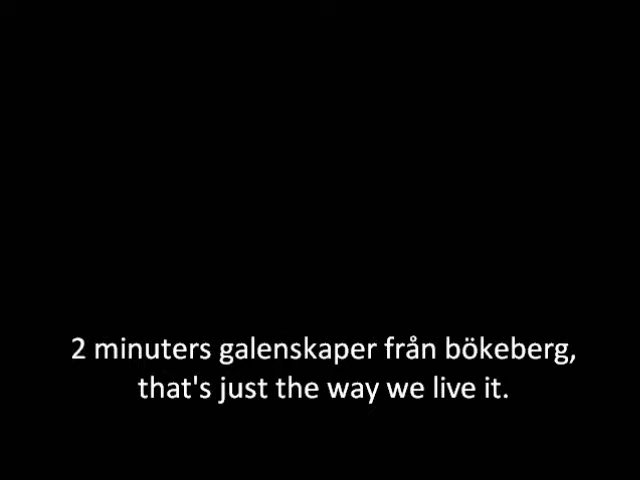 2 minuters galenskaper från bökeberg,
that's just the way we live it.